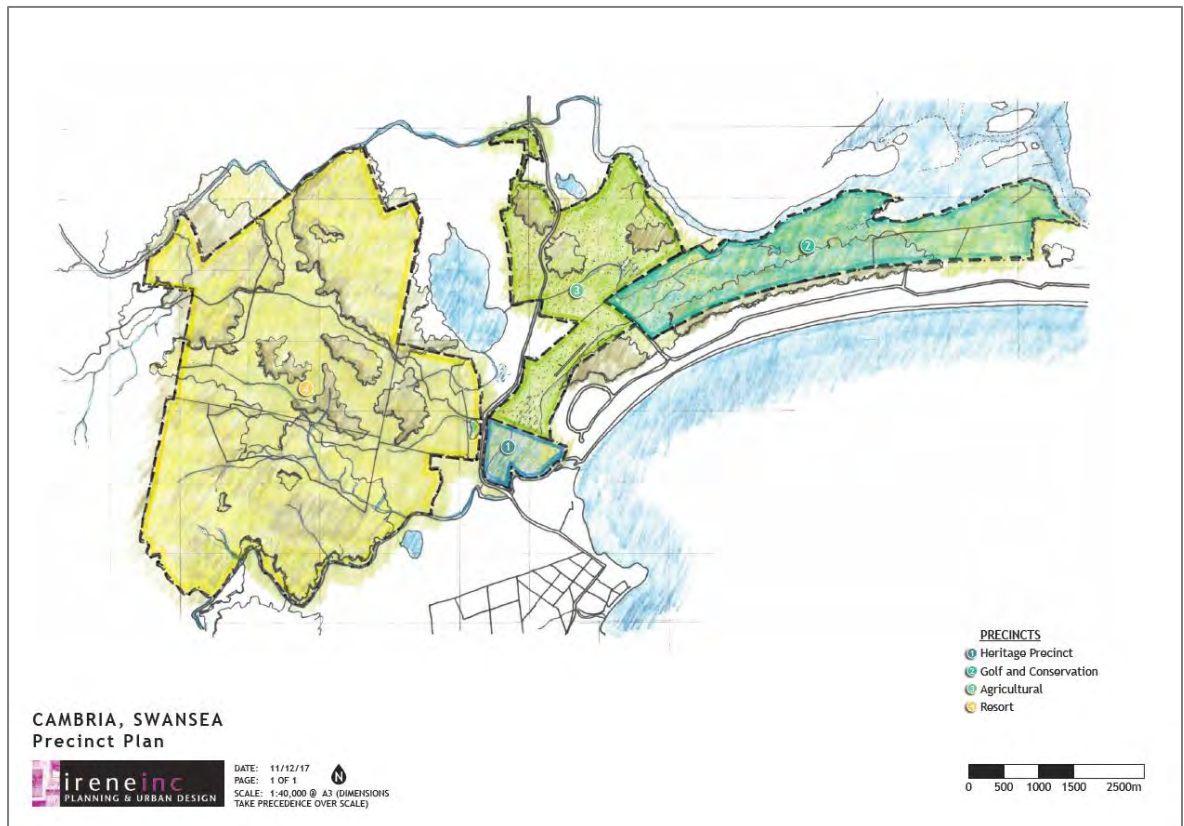 1
2
3
4
PRECINCTS
1 Heritage Precinct
2 Golf and Conservation
3 Agricultural
4 Resort
CAMBRIA, SWANSEA
Precinct Plan
ireneinc
PLANNING & URBAN DESIGN
DATE: 11/12/17
PAGE: 1 OF 1
SCALE: 1:40,000 @ A3 (DIMENSIONS
TAKE PRECEDENCE OVER SCALE)
N
0 500 1000 1500 2500m